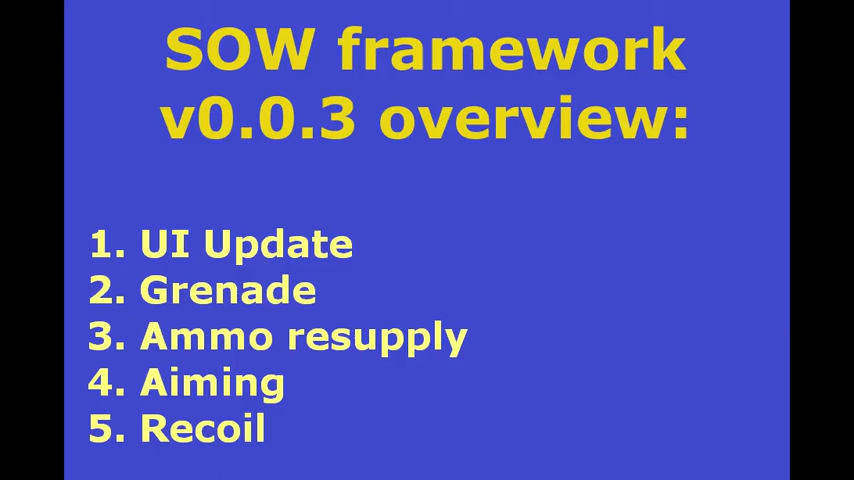 SOW framework
v0.0.3 overview:
1. UI Update
2. Grenade
3. Ammo resupply
4. Aiming
5. Recoil